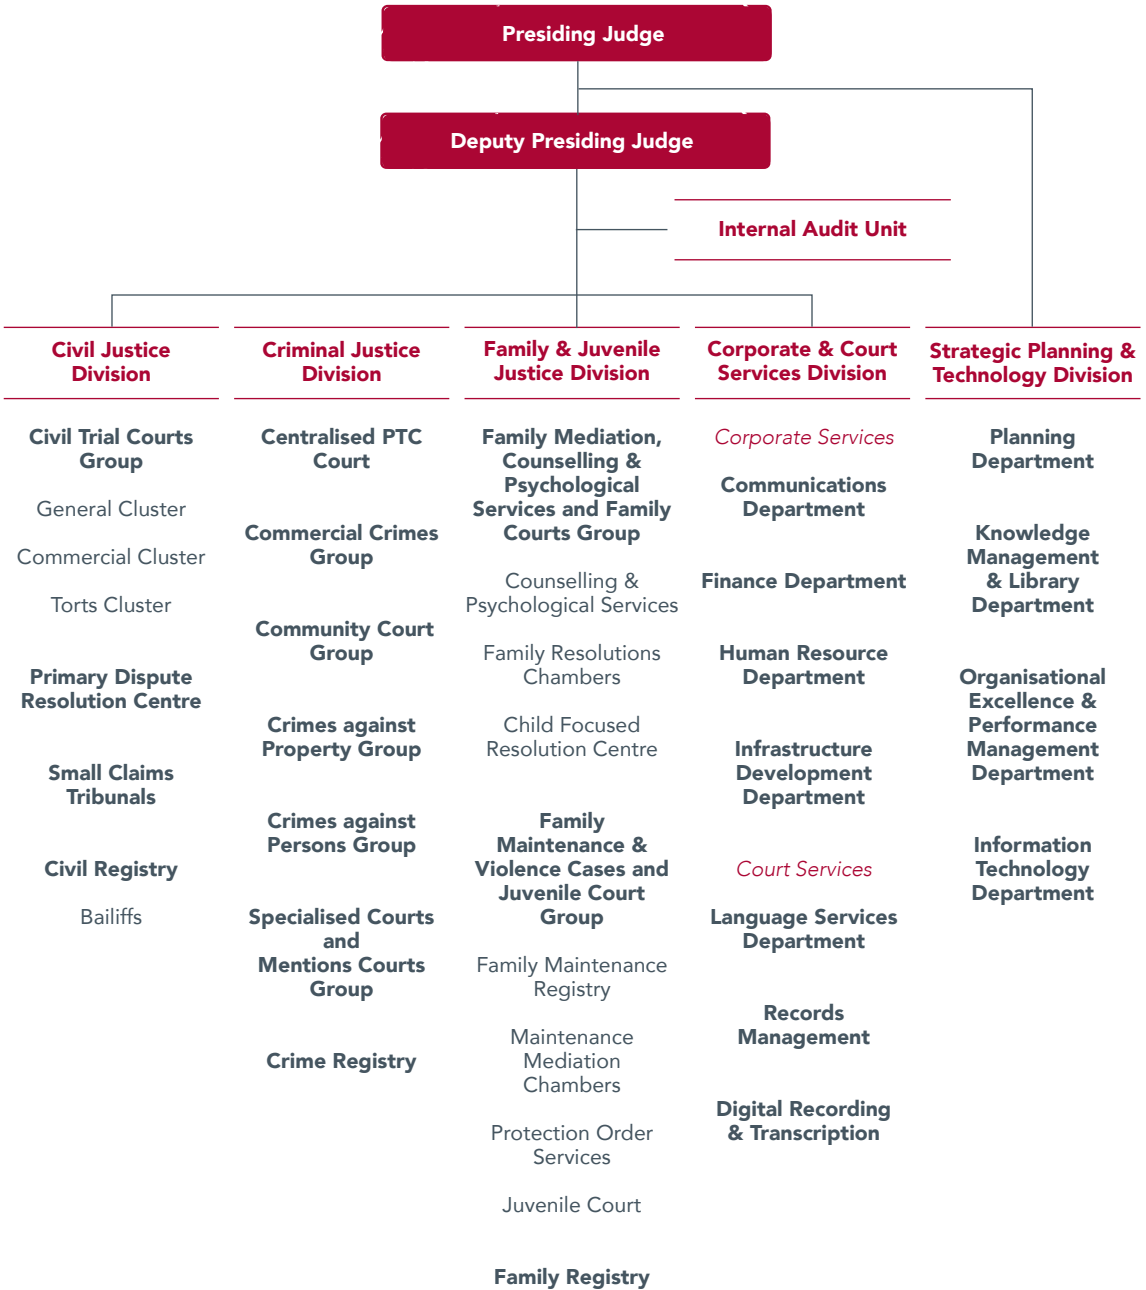 Presiding Judge
Deputy Presiding Judge
Internal Audit Unit
Civil Justice
Division
Civil Trial Courts
Group
General Cluster
Commercial Cluster
Torts Cluster
Primary Dispute
Resolution Centre
Small Claims
Tribunals
Civil Registry
Bailiffs
Criminal Justice
Division
Centralised PTC
Court
Commercial Crimes
Group
Community Court
Group
Crimes against
Property Group
Crimes against
Persons Group
Specialised Courts
and
Mentions Courts
Group
Crime Registry
Family & Juvenile
Justice Division
Family Mediation,
Counselling &
Psychological
Services and Family
Courts Group
Counselling &
Psychological Services
Family Resolutions
Chambers
Child Focused
Resolution Centre
Family
Maintenance &
Violence Cases and
Juvenile Court
Group
Family Maintenance
Registry
Maintenance
Mediation
Chambers
Protection Order
Services
Juvenile Court
Family Registry
Corporate & Court
Services Division
Corporate Services
Communications
Department
Finance Department
Human Resource
Department
Infrastructure
Development
Department
Court Services
Language Services
Department
Records
Management
Digital Recording
& Transcription
Strategic Planning &
Technology Division
Planning
Department
Knowledge
Management
& Library
Department
Organisational
Excellence &
Performance
Management
Department
Information
Technology
Department